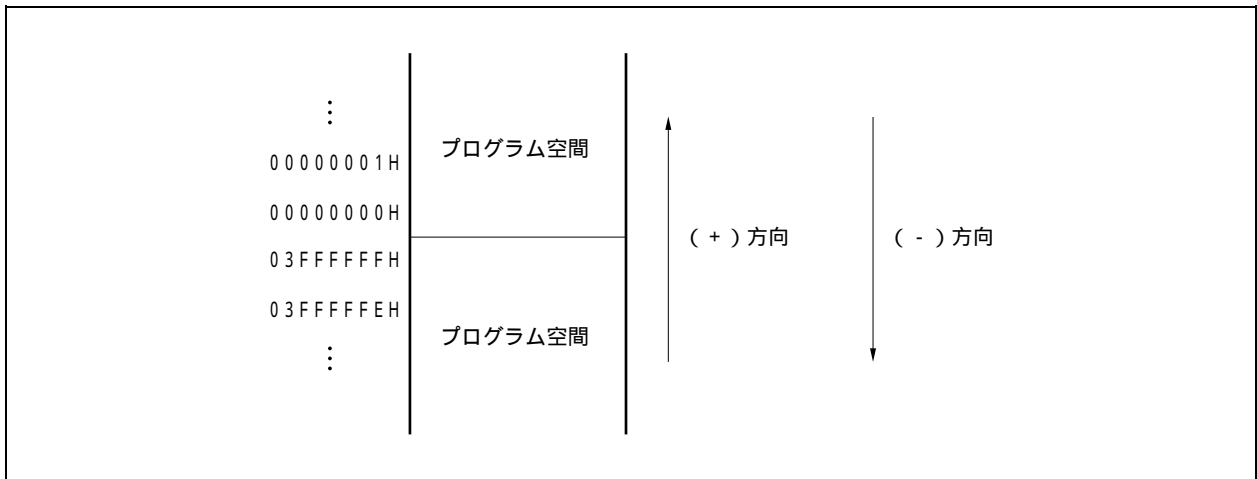 ⋮
00000001H
00000000H
03FFFFFFH
03FFFFFEH
⋮
プログラム空間
プログラム空間
(+)方向
(-)方向